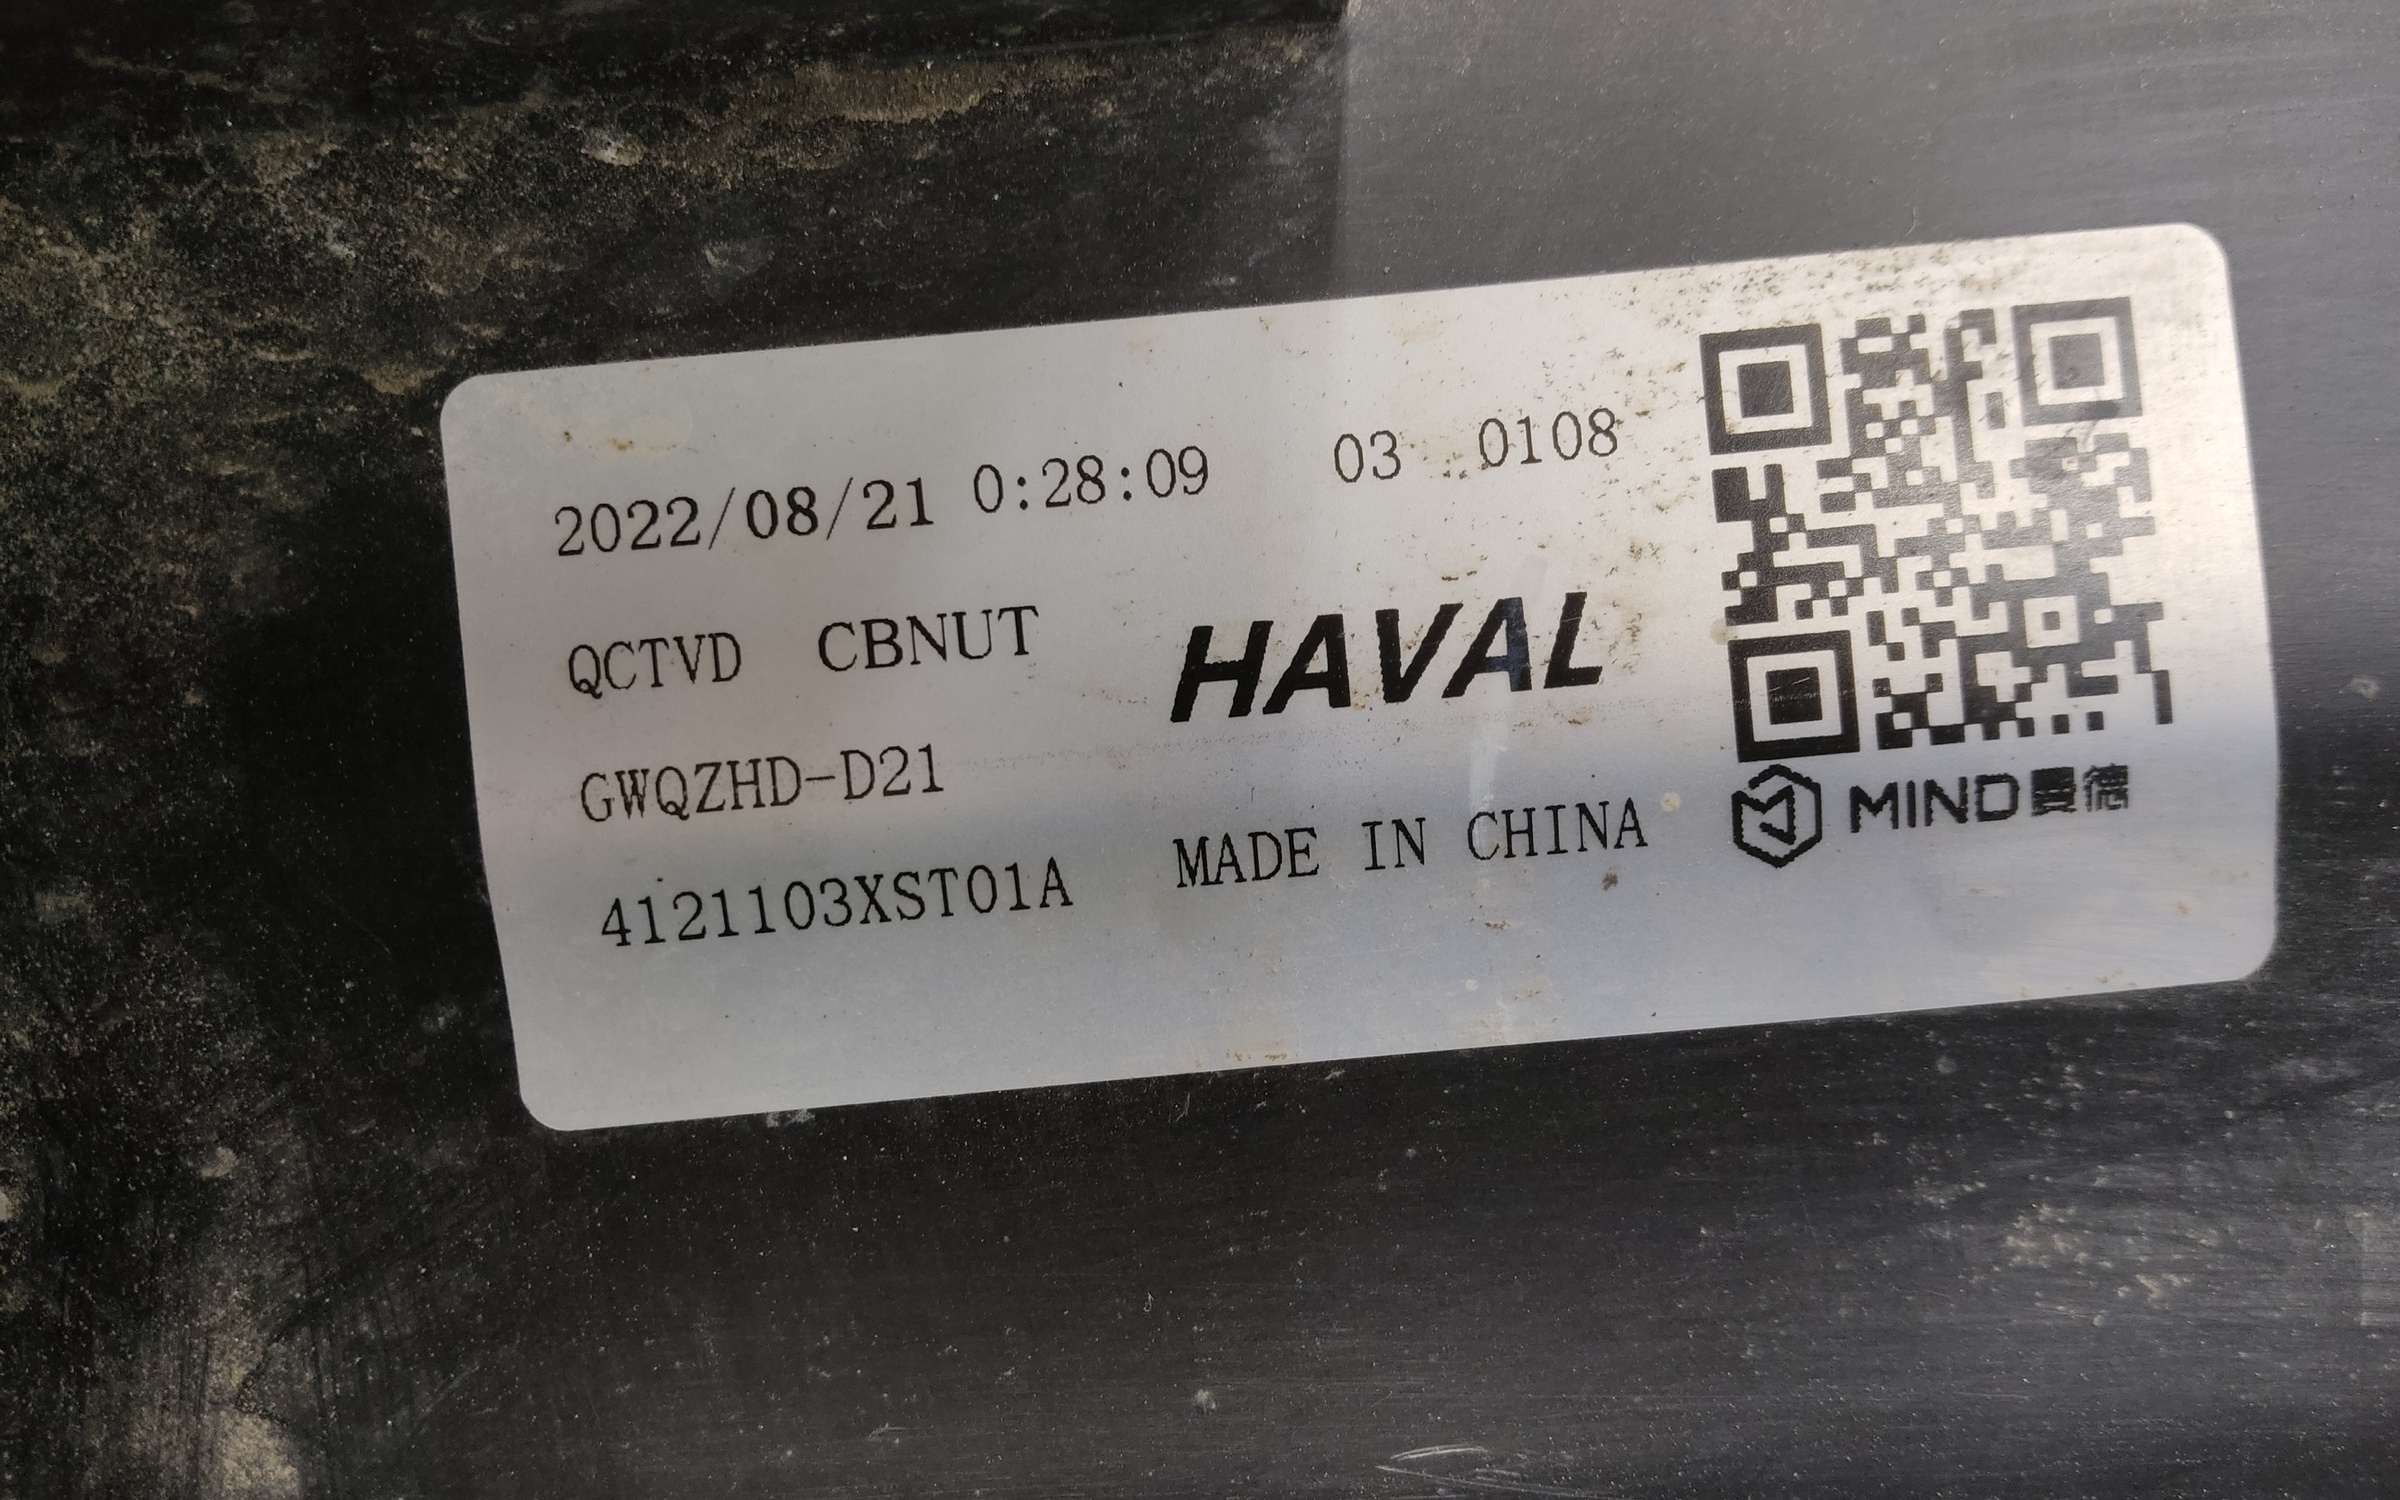 2022/08/21 0:28:09 03 0108
QCTVD CBNUT
HAVAL
GWQZHD-D21
4121103XST01A MADE IN CHINA
MIND曼德